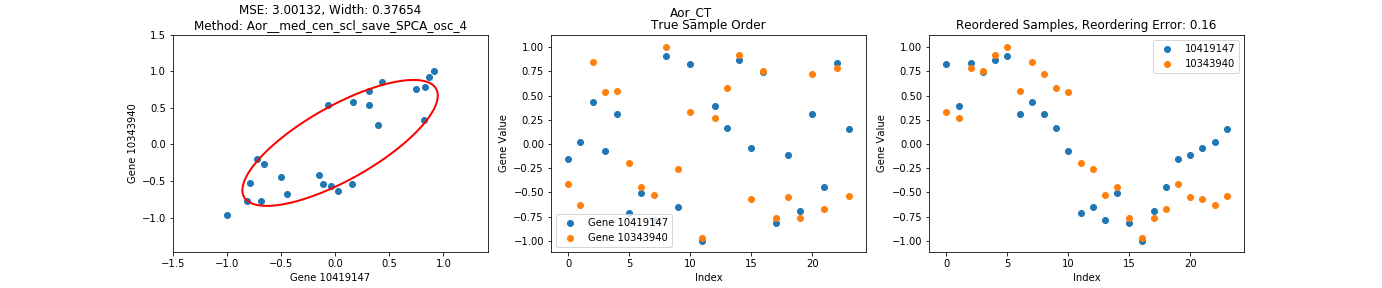 Aor_CT
MSE: 3.00132, Width: 0.37654
Method: Aor__med_cen_scl_save_SPCA_osc_4
1.5
1.0
0.5
0.0
−0.5
−1.0
Gene 10343940
−1.5 −1.0 −0.5 0.0 0.5 1.0
Gene 10419147
True Sample Order
1.00
0.75
0.50
0.25
0.00
−0.25
−0.50
−0.75
−1.00
Gene Value
Gene 10419147
Gene 10343940
0 5 10 15 20
Index
Reordered Samples, Reordering Error: 0.16
1.00
0.75
0.50
0.25
0.00
−0.25
−0.50
−0.75
−1.00
Gene Value
10419147
10343940
0 5 10 15 20
Index